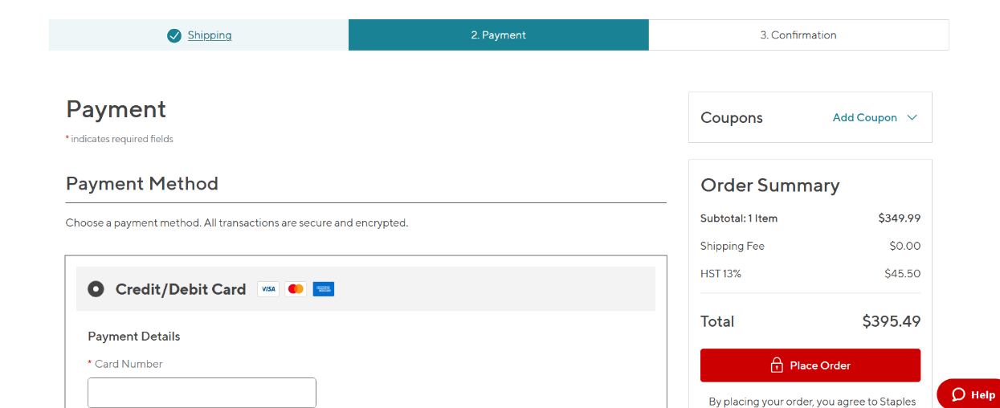 Shipping
2. Payment
3. Confirmation
Payment
* indicates required fields
Payment Method
Choose a payment method. All transactions are secure and encrypted.
Credit/Debit Card VISA
Payment Details
* Card Number
Coupons Add Coupon
Order Summary
Subtotal: 1 Item $349.99
Shipping Fee $0.00
HST 13% $45.50
Total $395.49
Place Order
By placing your order, you agree to Staples
Help